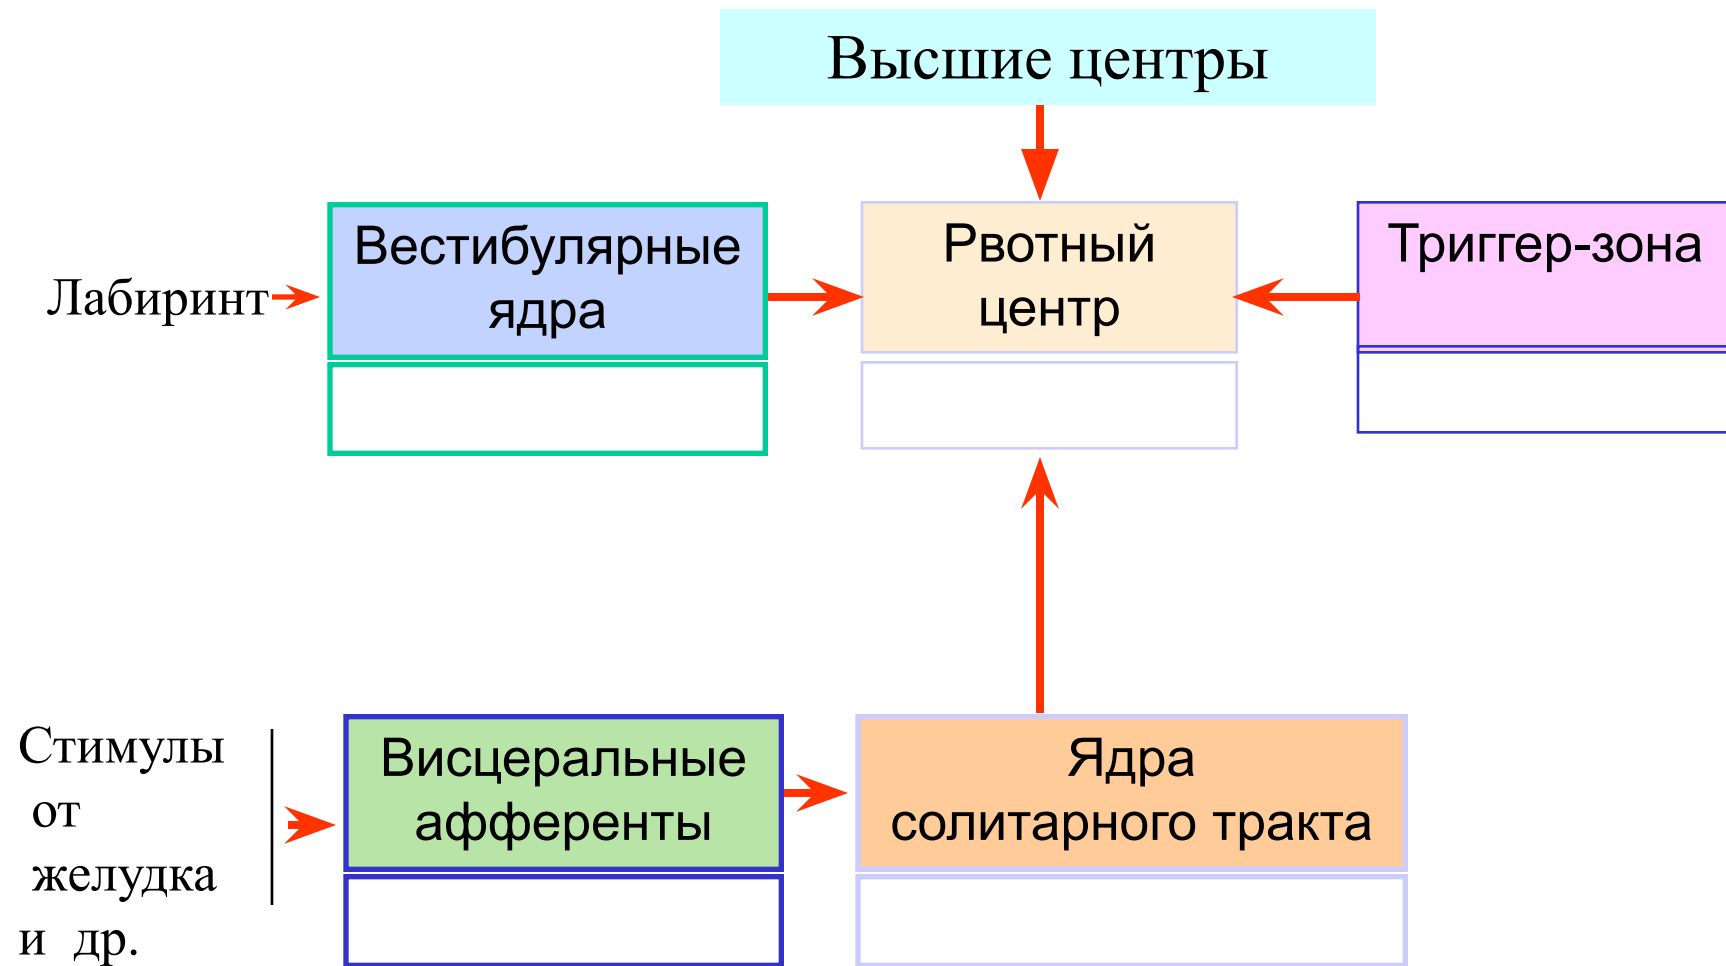 Высшие центры
Вестибулярные
ядра
Рвотный
центр
Триггер-зона
Лабиринт
Стимулы
от
желудка
и др.
Висцеральные
афференты
Ядра
солитарного тракта